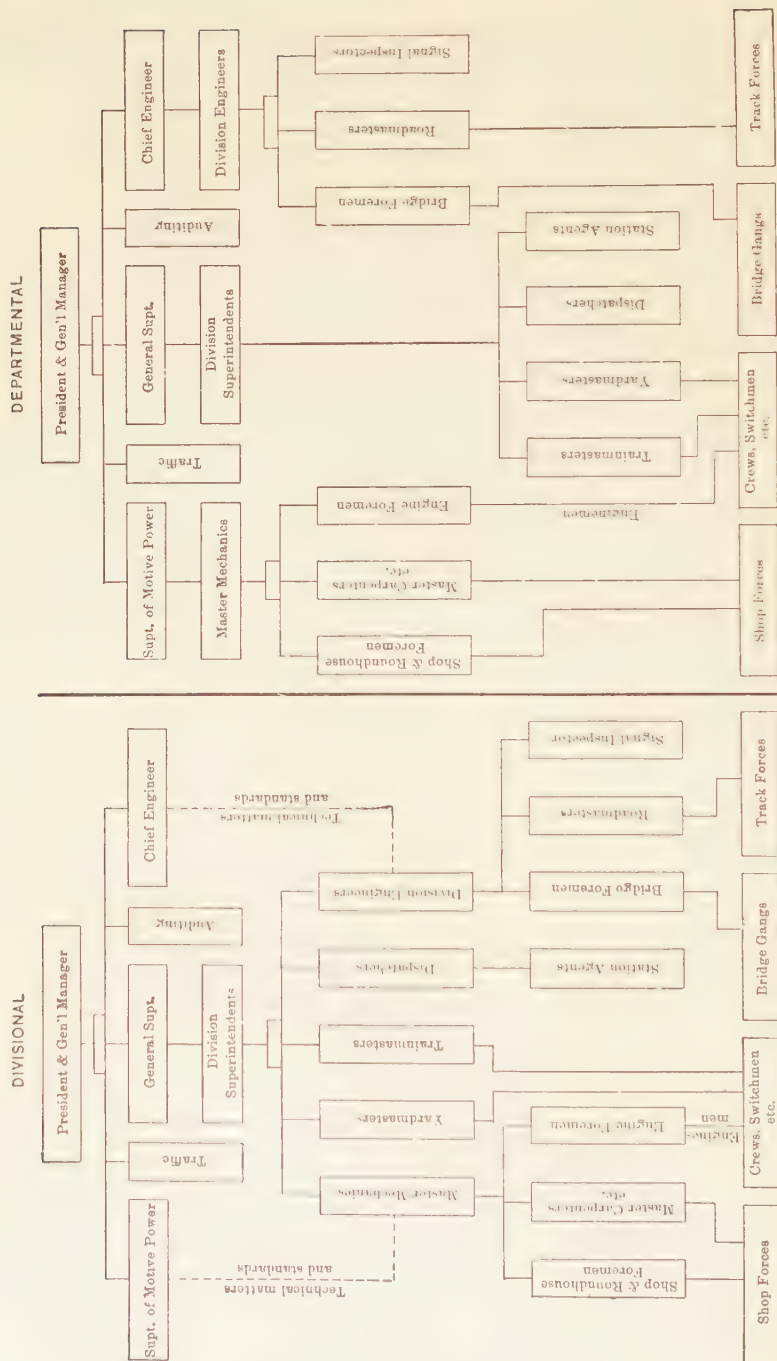 DIVISIONAL
President & Gen'l Manager
Supt. of Motive Power
Traffic
General Supt.
Auditing
Chief Engineer
Division
Superintendents
Technical matters
and standards
Technical matters
and standards
Master Mechanics
Yardmasters
Trainmasters
Dispatchers
Division Engineers
Shop & Roundhouse
Foremen
Master Carpenters
etc.
Engine Foremen
Station Agents
Bridge Foremen
Roadmasters
Signal Inspector
Engine-
men
Shop Forces
Crews, Switchmen
etc.
Bridge Gangs
Track Forces
DEPARTMENTAL
President & Gen'l Manager
Supt. of Motive Power
Traffic
General Supt.
Auditing
Chief Engineer
Master Mechanics
Division
Superintendents
Division Engineers
Shop & Roundhouse
Foremen
Master Carpenters
etc.
Engine Foremen
Bridge Foremen
Roadmasters
Signal Inspectors
Trainmasters
Yardmasters
Dispatchers
Station Agents
Enginemen
Shop Forces
Crews, Switchmen
etc.
Bridge Gangs
Track Forces